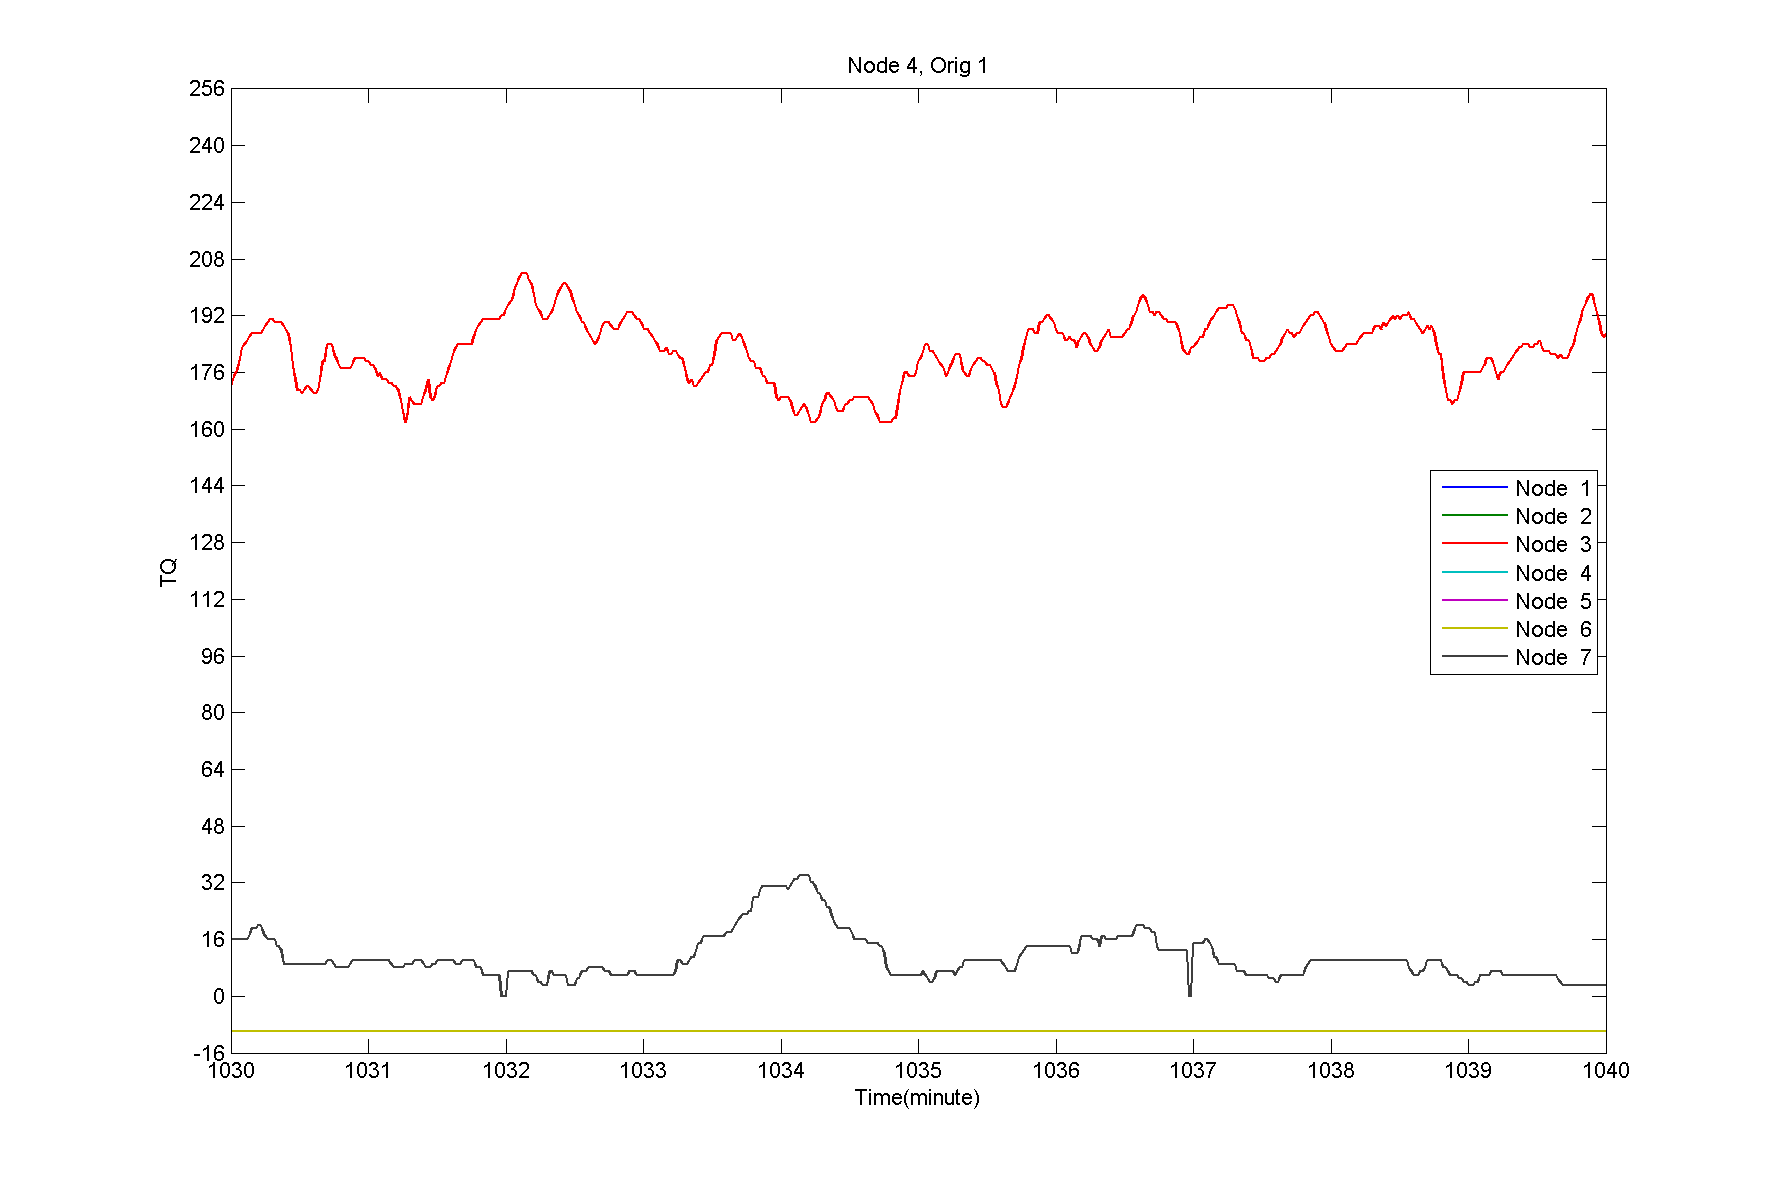 Node 4, Orig 1
256
240
224
208
192
176
160
144
128
112
96
80
64
48
32
16
0
-16
TQ
Node 1
Node 2
Node 3
Node 4
Node 5
Node 6
Node 7
1030 1031 1032 1033 1034 1035 1036 1037 1038 1039 1040
Time(minute)